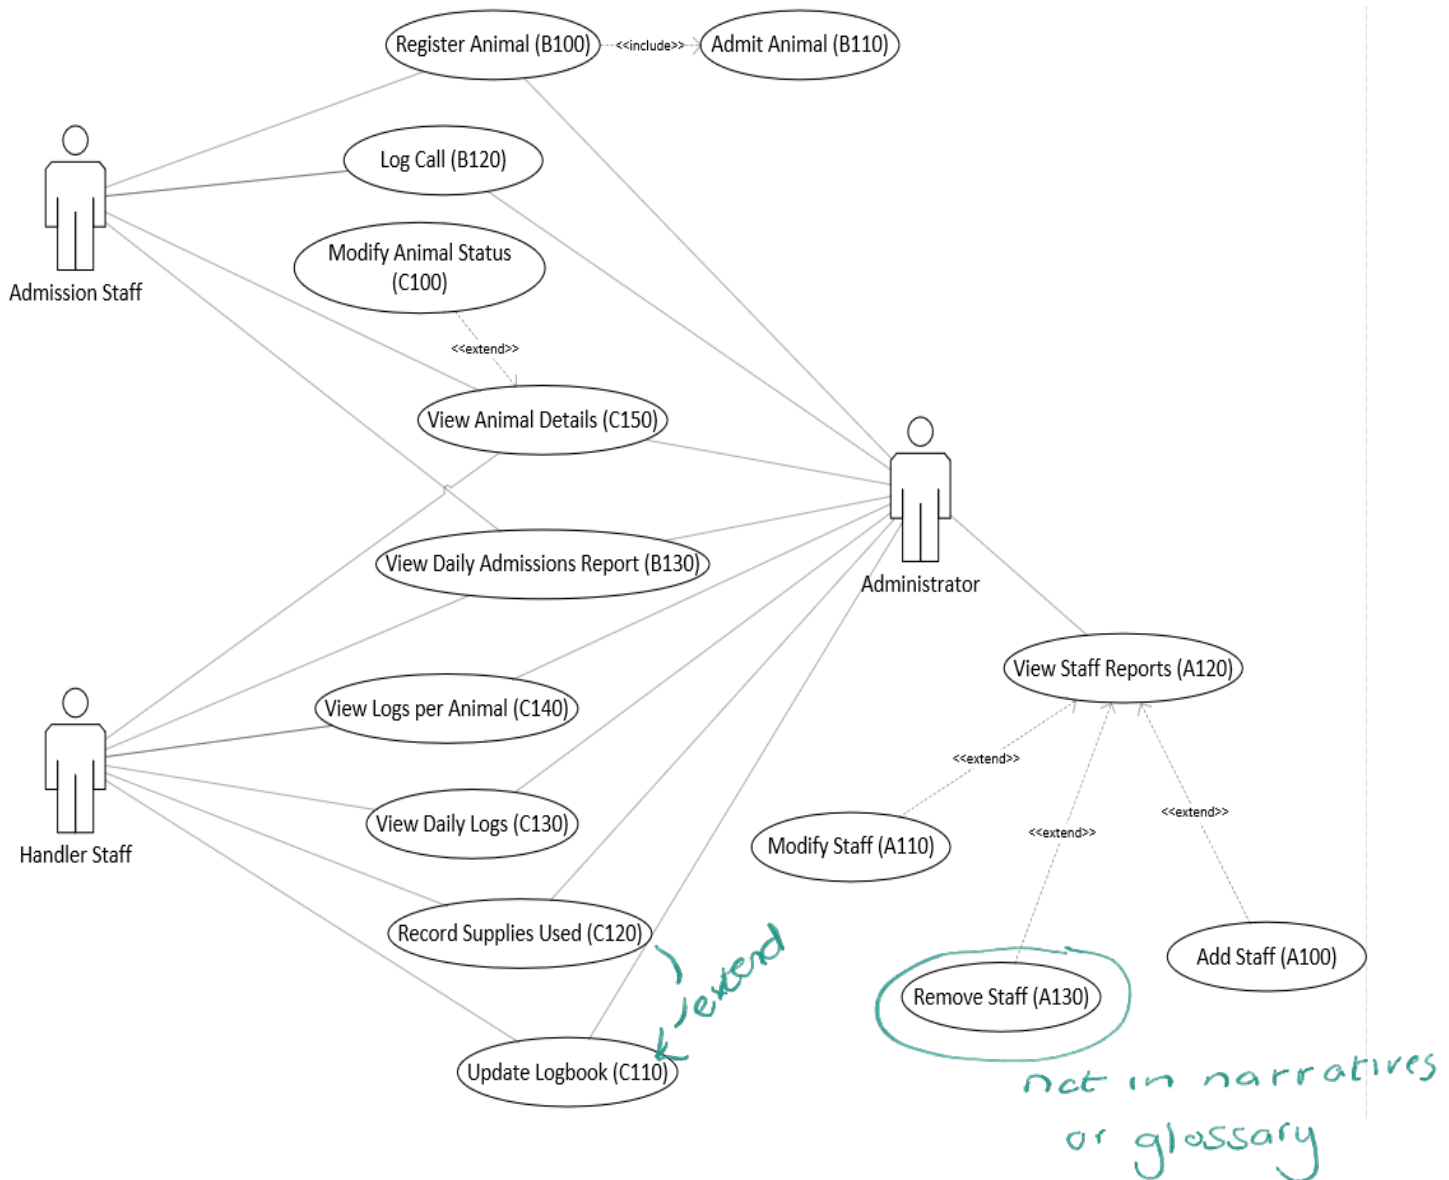 Register Animal (B100)
<<include>>
Admit Animal (B110)
Log Call (B120)
Modify Animal Status
(C100)
Admission Staff
<<extend>>
View Animal Details (C150)
View Daily Admissions Report (B130)
Administrator
View Staff Reports (A120)
View Logs per Animal (C140)
<<extend>>
<<extend>>
<<extend>>
View Daily Logs (C130)
Modify Staff (A110)
Handler Staff
Record Supplies Used (C120)
extend
Add Staff (A100)
Remove Staff (A130)
Update Logbook (C110)
not in narratives
or glossary